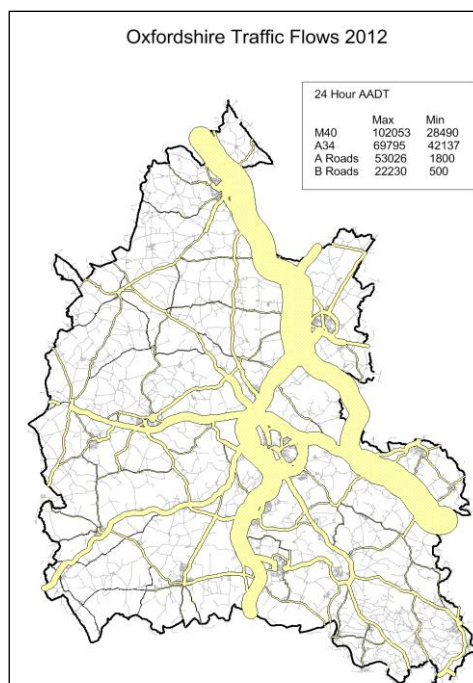 Oxfordshire Traffic Flows 2012
24 Hour AADT
Max Min
M40 102053 28490
A34 69795 42137
A Roads 53026 1800
B Roads 22230 500